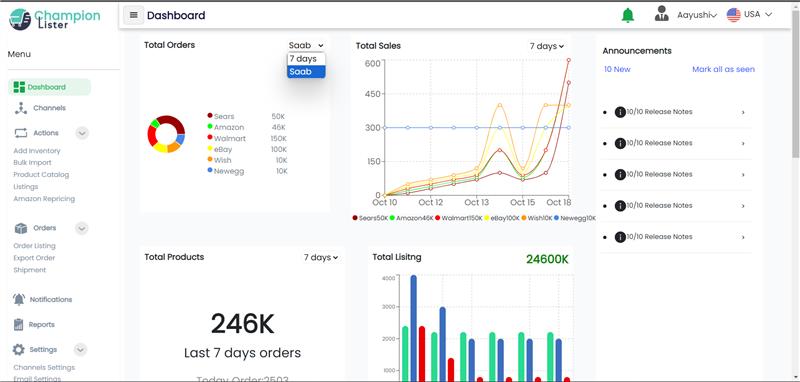 Champion
Lister
Dashboard
Aayushi
USA
Menu
Dashboard
Channels
Actions
Add Inventory
Bulk Import
Product Catalog
Listings
Amazon Repricing
Orders
Order Listing
Export Order
Shipment
Notifications
Reports
Settings
Channels Settings
Email Settings
Total Orders
Saab
7 days
Saab
Sears 50K
Amazon 46K
Walmart 150K
eBay 100K
Wish 10K
Newegg 10K
Total Sales
7 days
600
450
300
150
0
Oct 10 Oct 12 Oct 13 Oct 15 Oct 18
Sears50K Amazon46K Walmart150K eBay100K Wish10K Newegg10K
Announcements
10 New Mark all as seen
10/10 Release Notes
10/10 Release Notes
10/10 Release Notes
10/10 Release Notes
10/10 Release Notes
Total Products
7 days
246K
Last 7 days orders
Today Order:2503
Total Lisitng
24600K
4000
3000
2000
1000